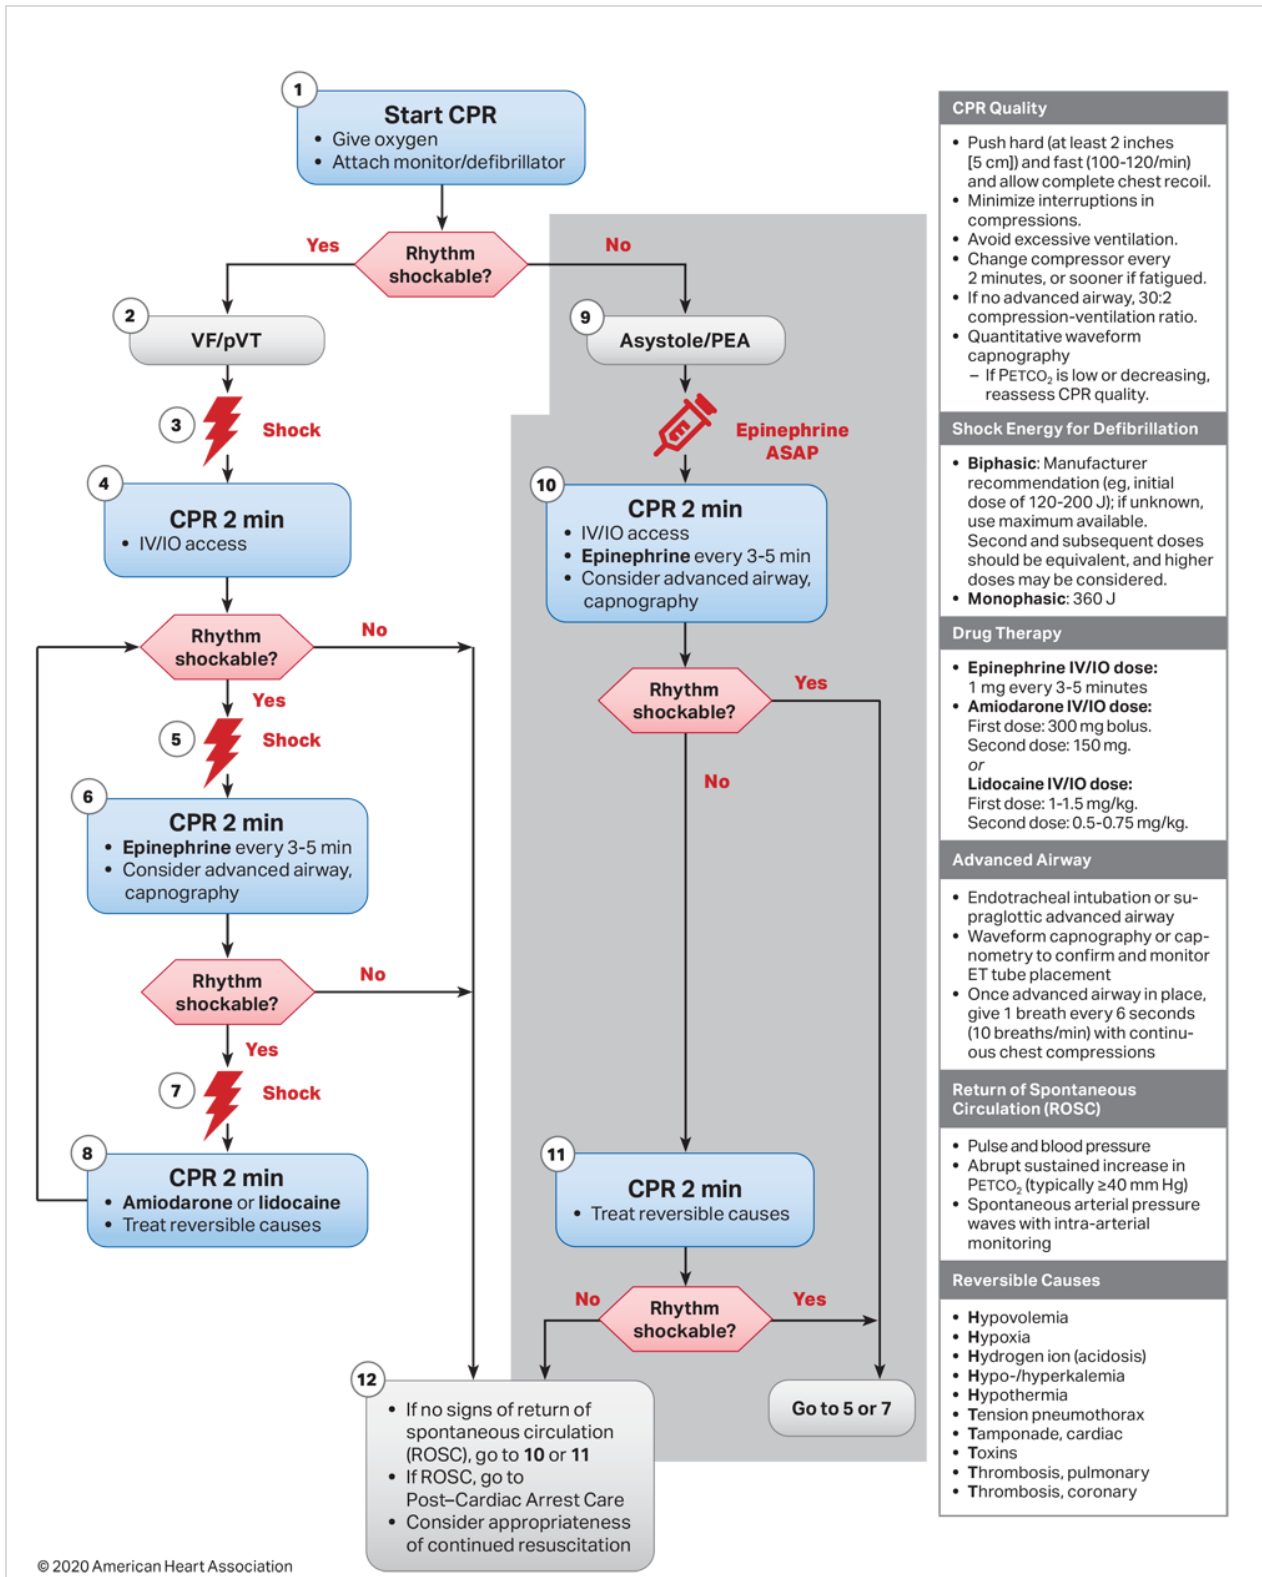 1
Start CPR
• Give oxygen
• Attach monitor/defibrillator
Rhythm
shockable?
Yes
No
2
VF/pVT
3
Shock
4
CPR 2 min
• IV/IO access
Rhythm
shockable?
No
Yes
5
Shock
6
CPR 2 min
• Epinephrine every 3-5 min
• Consider advanced airway,
capnography
Rhythm
shockable?
No
Yes
7
Shock
8
CPR 2 min
• Amiodarone or lidocaine
• Treat reversible causes
9
Asystole/PEA
E
Epinephrine
ASAP
10
CPR 2 min
• IV/IO access
• Epinephrine every 3-5 min
• Consider advanced airway,
capnography
Rhythm
shockable?
Yes
No
11
CPR 2 min
• Treat reversible causes
Rhythm
shockable?
No
Yes
12
• If no signs of return of
spontaneous circulation
(ROSC), go to 10 or 11
• If ROSC, go to
Post–Cardiac Arrest Care
• Consider appropriateness
of continued resuscitation
Go to 5 or 7
CPR Quality
• Push hard (at least 2 inches
[5 cm]) and fast (100-120/min)
and allow complete chest recoil.
• Minimize interruptions in
compressions.
• Avoid excessive ventilation.
• Change compressor every
2 minutes, or sooner if fatigued.
• If no advanced airway, 30:2
compression-ventilation ratio.
• Quantitative waveform
capnography
– If PETCO₂ is low or decreasing,
reassess CPR quality.
Shock Energy for Defibrillation
• Biphasic: Manufacturer
recommendation (eg, initial
dose of 120-200 J); if unknown,
use maximum available.
Second and subsequent doses
should be equivalent, and higher
doses may be considered.
• Monophasic: 360 J
Drug Therapy
• Epinephrine IV/IO dose:
1 mg every 3-5 minutes
• Amiodarone IV/IO dose:
First dose: 300 mg bolus.
Second dose: 150 mg.
or
Lidocaine IV/IO dose:
First dose: 1-1.5 mg/kg.
Second dose: 0.5-0.75 mg/kg.
Advanced Airway
• Endotracheal intubation or su-
praglottic advanced airway
• Waveform capnography or cap-
nometry to confirm and monitor
ET tube placement
• Once advanced airway in place,
give 1 breath every 6 seconds
(10 breaths/min) with continu-
ous chest compressions
Return of Spontaneous
Circulation (ROSC)
• Pulse and blood pressure
• Abrupt sustained increase in
PETCO₂ (typically ≥40 mm Hg)
• Spontaneous arterial pressure
waves with intra-arterial
monitoring
Reversible Causes
• Hypovolemia
• Hypoxia
• Hydrogen ion (acidosis)
• Hypo-/hyperkalemia
• Hypothermia
• Tension pneumothorax
• Tamponade, cardiac
• Toxins
• Thrombosis, pulmonary
• Thrombosis, coronary
© 2020 American Heart Association